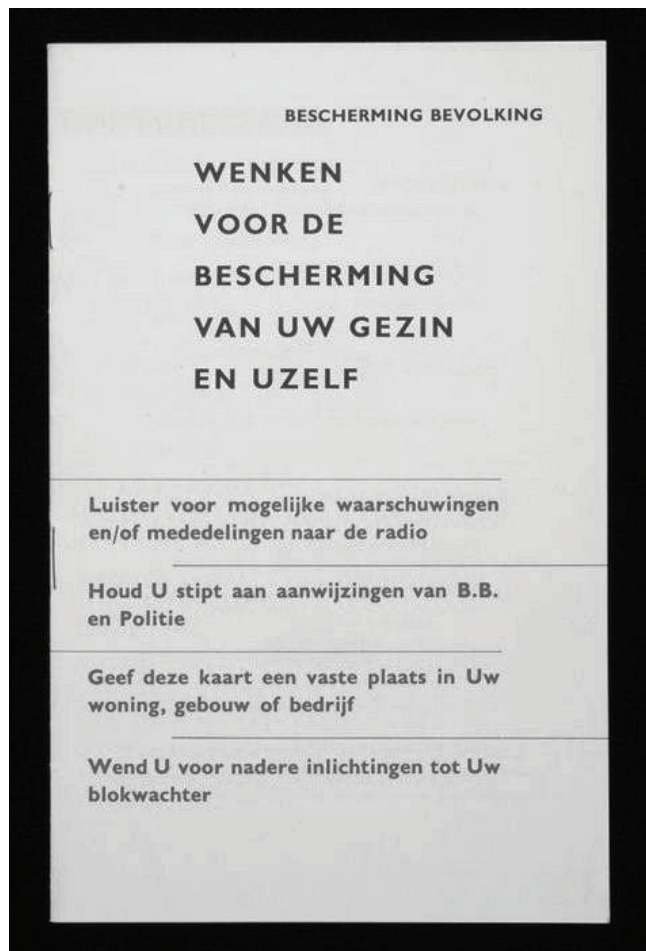 BESCHERMING BEVOLKING
WENKEN
VOOR DE
BESCHERMING
VAN UW GEZIN
EN UZELF
Luister voor mogelijke waarschuwingen
en/of mededelingen naar de radio
Houd U stipt aan aanwijzingen van B.B.
en Politie
Geef deze kaart een vaste plaats in Uw
woning, gebouw of bedrijf
Wend U voor nadere inlichtingen tot Uw
blokwachter